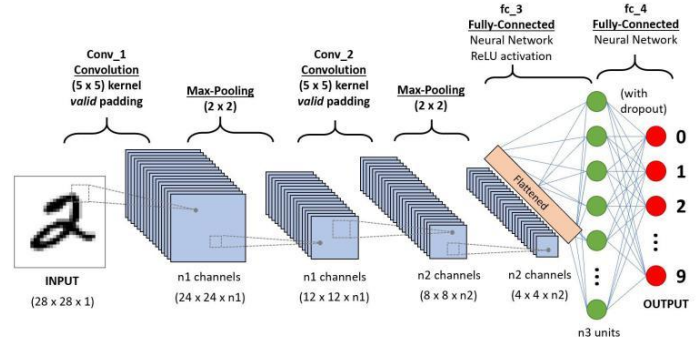 fc_3
Fully-Connected
Neural Network
ReLU activation
fc_4
Fully-Connected
Neural Network
Conv_1
Convolution
(5 x 5) kernel
valid padding
Max-Pooling
(2 x 2)
Conv_2
Convolution
(5 x 5) kernel
valid padding
Max-Pooling
(2 x 2)
(with
dropout)
Flattened
2
0
1
2
9
INPUT
(28 x 28 x 1)
n1 channels
(24 x 24 x n1)
n1 channels
(12 x 12 x n1)
n2 channels
(8 x 8 x n2)
n2 channels
(4 x 4 x n2)
OUTPUT
n3 units